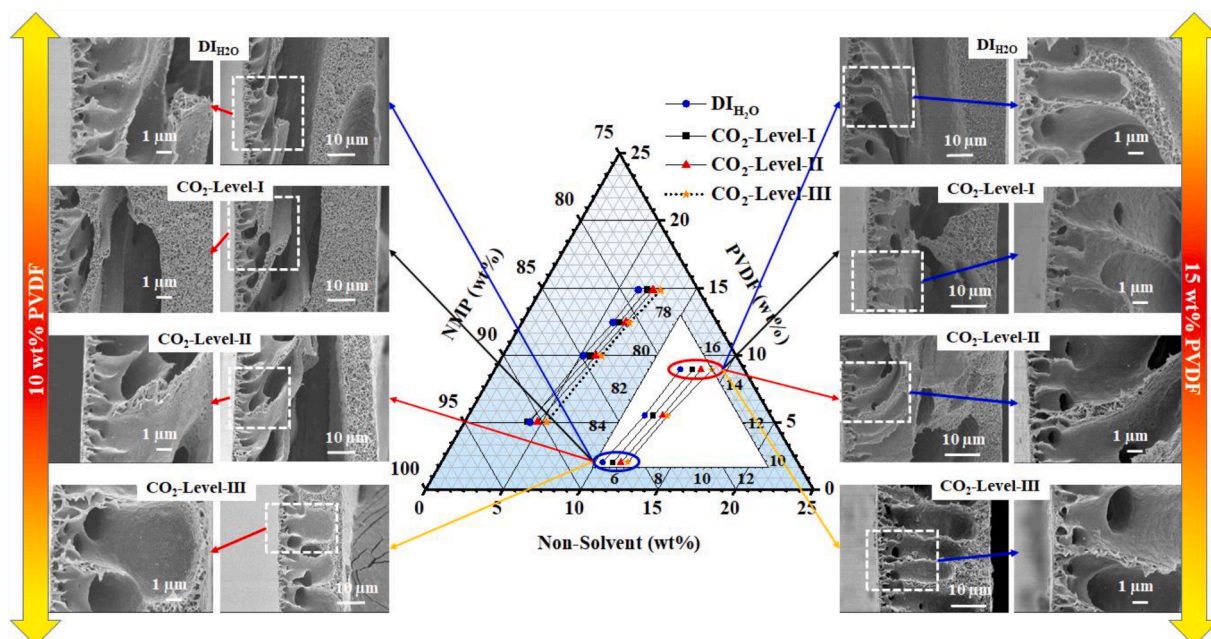 10 wt% PVDF
DI_H2O
1 µm
10 µm
CO2-Level-I
1 µm
10 µm
CO2-Level-II
1 µm
10 µm
CO2-Level-III
1 µm
10 µm
DI_H2O
CO2-Level-I
CO2-Level-II
CO2-Level-III
75
25
80
20
85
15
90
10
95
5
100
0
0
5
10
15
20
25
NMP (wt%)
PVDF (wt%)
Non-Solvent (wt%)
78
16
80
14
82
12
84
10
6
8
10
12
DI_H2O
10 µm
1 µm
CO2-Level-I
10 µm
1 µm
CO2-Level-II
10 µm
1 µm
CO2-Level-III
10 µm
1 µm
15 wt% PVDF